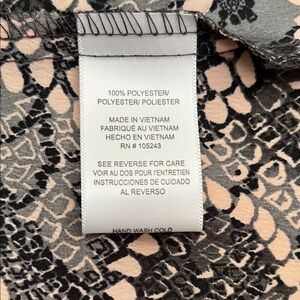 100% POLYESTER/
POLYESTER/ POLIÉSTER
MADE IN VIETNAM
FABRIQUÉ AU VIETNAM
HECHO EN VIETNAM
RN # 105243
SEE REVERSE FOR CARE
VOIR AU DOS POUR l'ENTRETIEN
INSTRUCCIONES DE CUIDADO
AL REVERSO
HAND WASH COLD